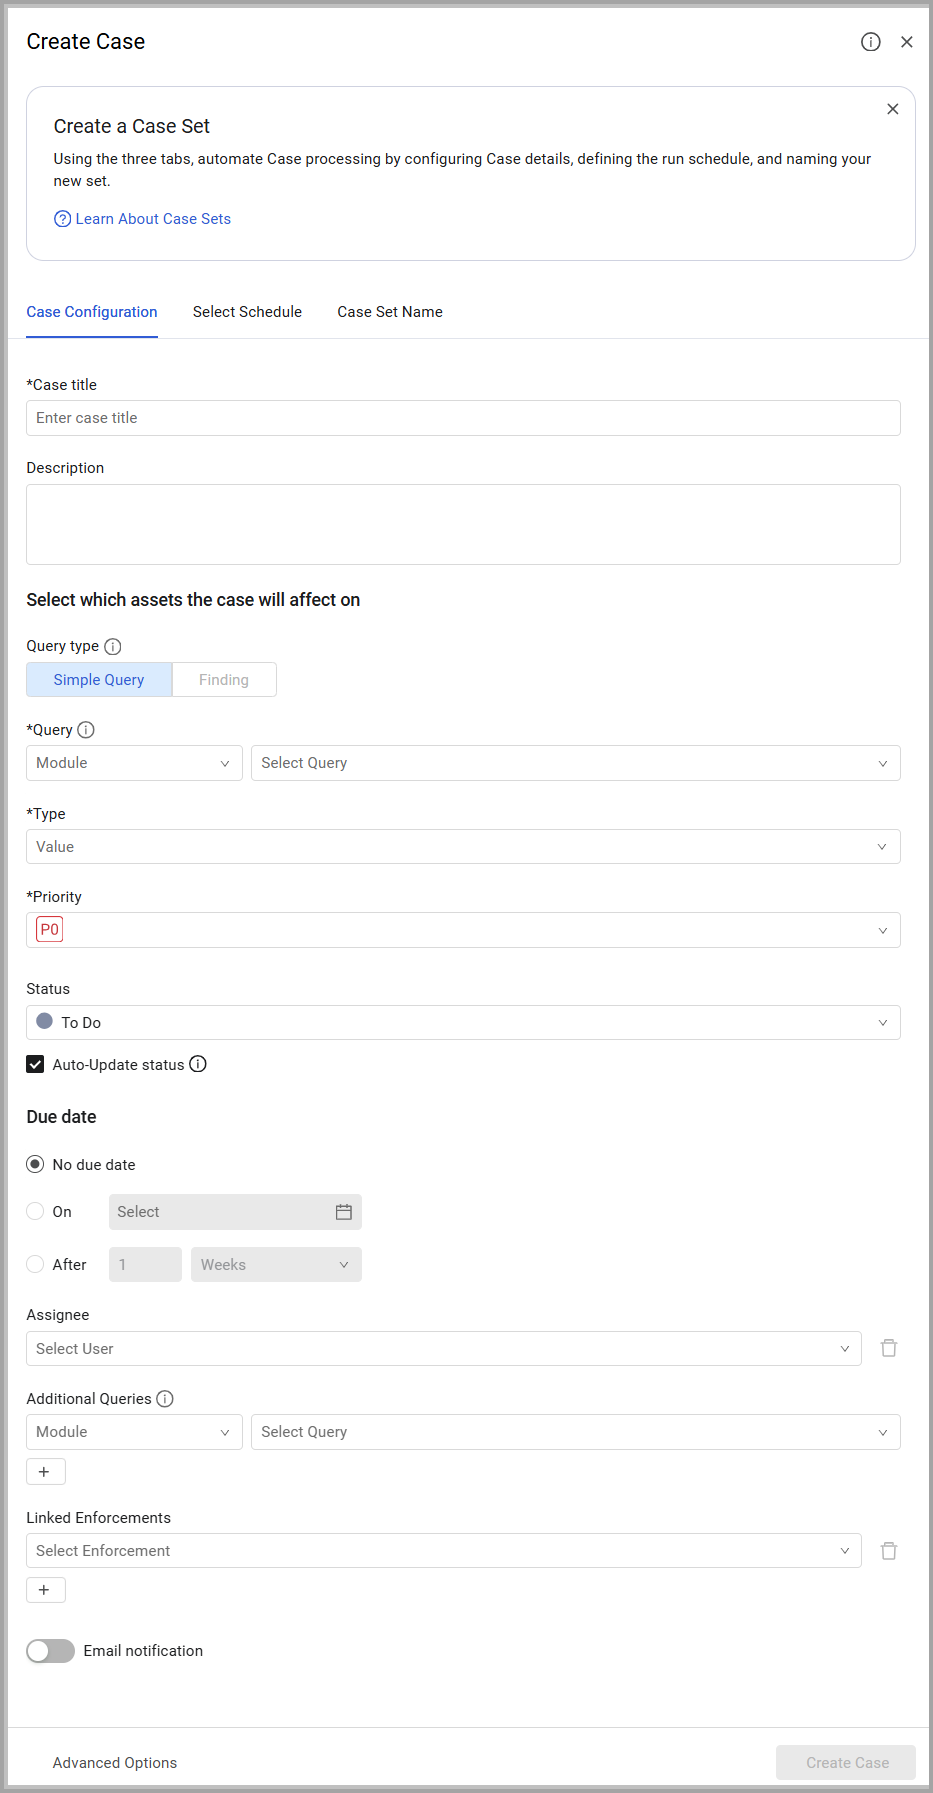 Create Case
Create a Case Set
Using the three tabs, automate Case processing by configuring Case details, defining the run schedule, and naming your
new set.
Learn About Case Sets
Case Configuration Select Schedule Case Set Name
*Case title
Enter case title
Description
Select which assets the case will affect on
Query type
Simple Query Finding
*Query
Module Select Query
*Type
Value
*Priority
P0
Status
To Do
Auto-Update status
Due date
No due date
On Select
After 1 Weeks
Assignee
Select User
Additional Queries
Module Select Query
+
Linked Enforcements
Select Enforcement
+
Email notification
Advanced Options Create Case